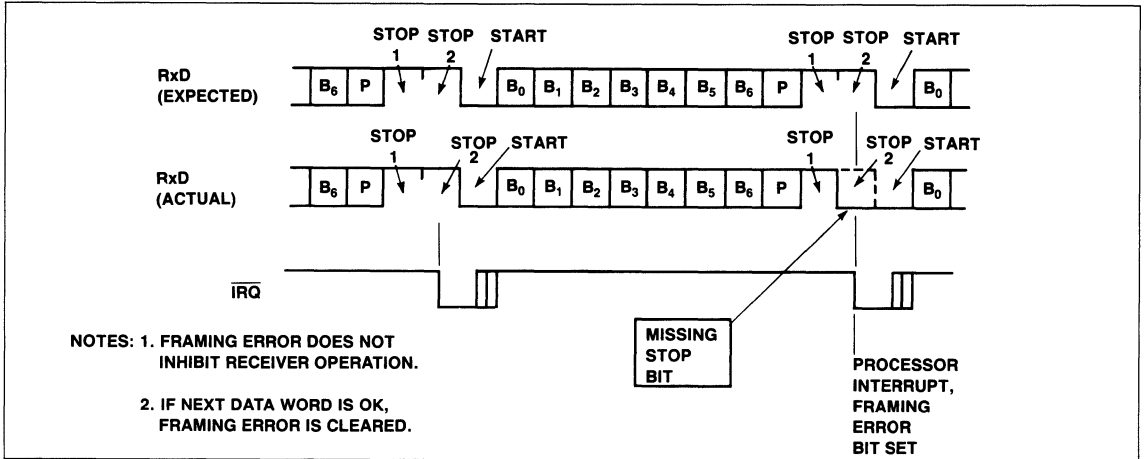 STOP STOP START STOP STOP START
1 2 1 2
RxD
(EXPECTED)
B6 P B0 B1 B2 B3 B4 B5 B6 P B0
STOP STOP START STOP STOP START
1 2 1 2
RxD
(ACTUAL)
B6 P B0 B1 B2 B3 B4 B5 B6 P B0
IRQ
NOTES: 1. FRAMING ERROR DOES NOT
INHIBIT RECEIVER OPERATION.
2. IF NEXT DATA WORD IS OK,
FRAMING ERROR IS CLEARED.
MISSING
STOP
BIT
PROCESSOR
INTERRUPT,
FRAMING
ERROR
BIT SET